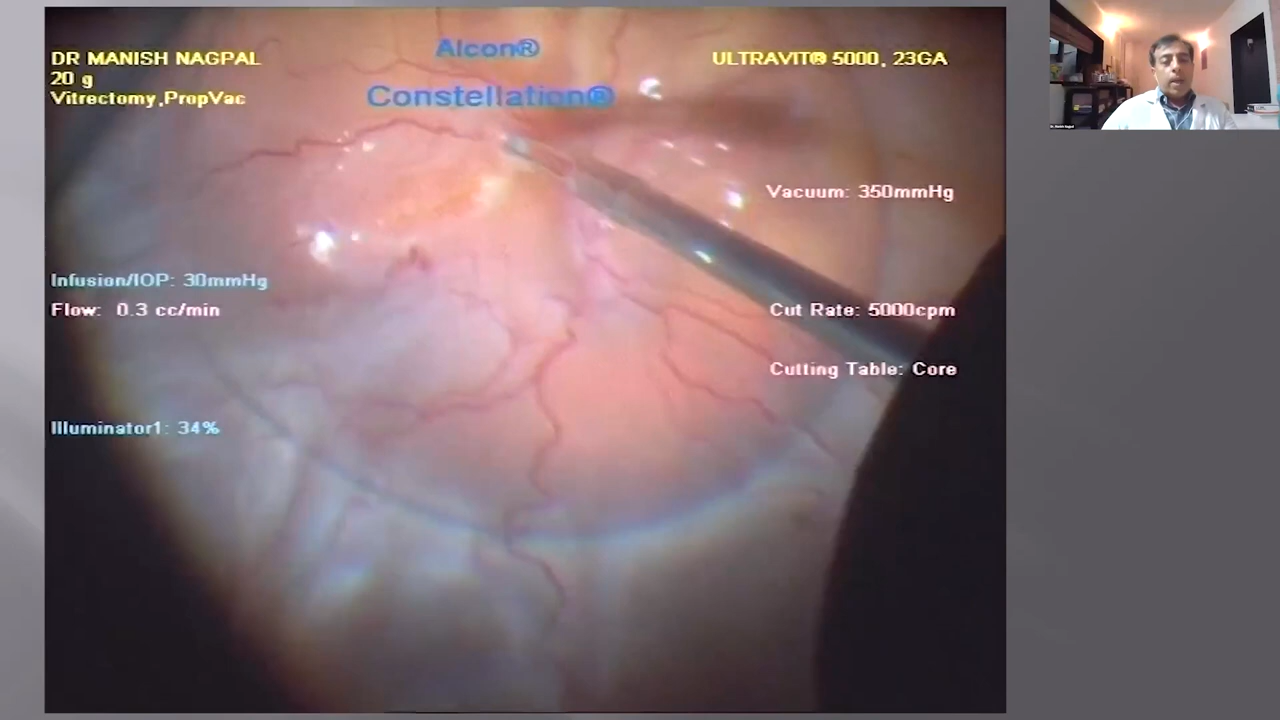 DR MANISH NAGPAL
20 g
Vitrectomy,PropVac
Alcon®
Constellation®
ULTRAVIT® 5000, 23GA
Vacuum: 350mmHg
Infusion/IOP: 30mmHg
Flow: 0.3 cc/min
Cut Rate: 5000cpm
Cutting Table: Core
Illuminator1: 34%